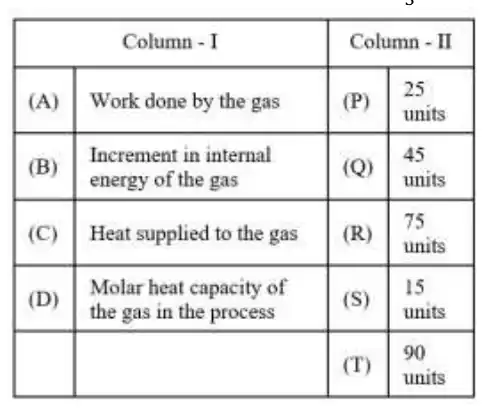 Column - I Column - II
(A) Work done by the gas (P) 25 units
(B) Increment in internal energy of the gas (Q) 45 units
(C) Heat supplied to the gas (R) 75 units
(D) Molar heat capacity of the gas in the process (S) 15 units
(T) 90 units